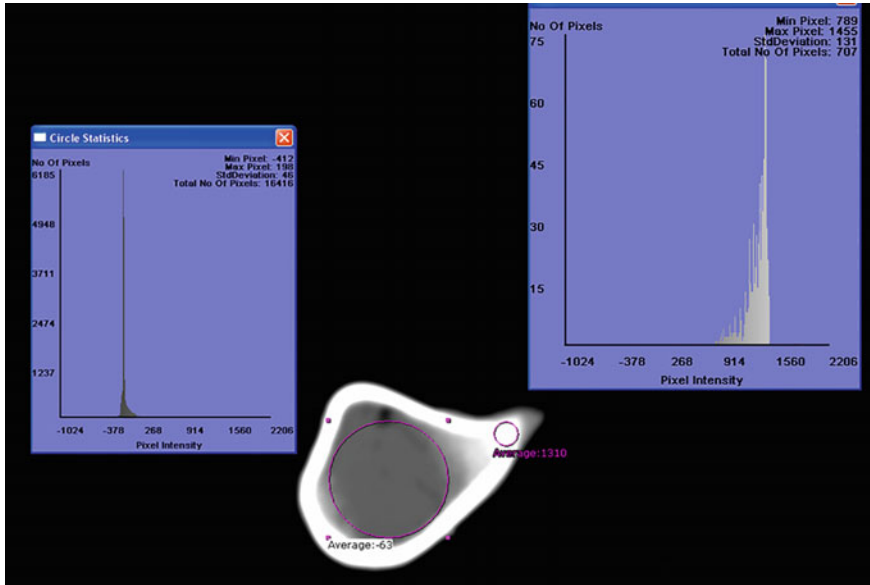 Circle Statistics
No Of Pixels
Min Pixel: -412
Max Pixel: 198
StdDeviation: 46
Total No Of Pixels: 16416
6185
4948
3711
2474
1237
-1024 -378 268 914 1560 2206
Pixel Intensity
No Of Pixels
Min Pixel: 789
Max Pixel: 1455
StdDeviation: 131
Total No Of Pixels: 707
75
60
45
30
15
-1024 -378 268 914 1560 2206
Pixel Intensity
Average:1310
Average:-63